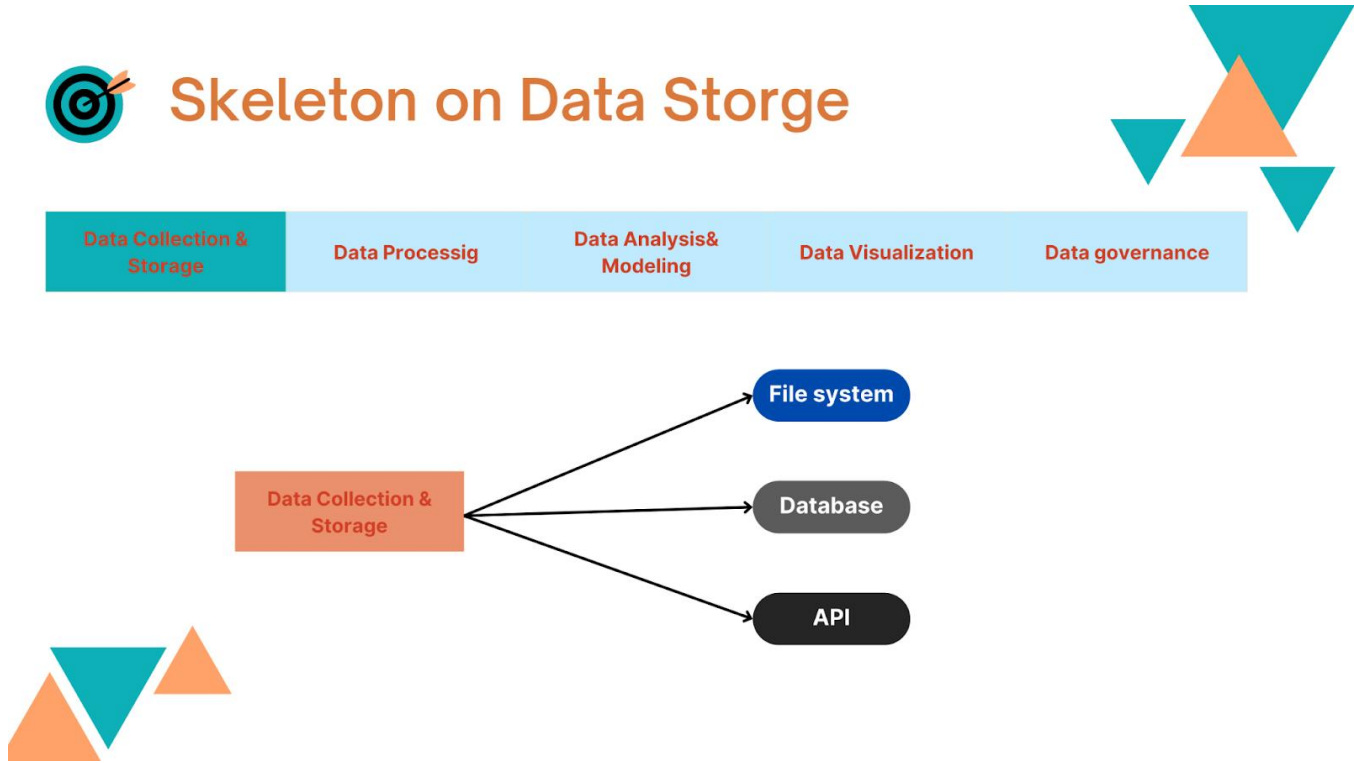 Skeleton on Data Storge
Data Collection &
Storage
Data Processig
Data Analysis&
Modeling
Data Visualization
Data governance
File system
Data Collection &
Storage
Database
API